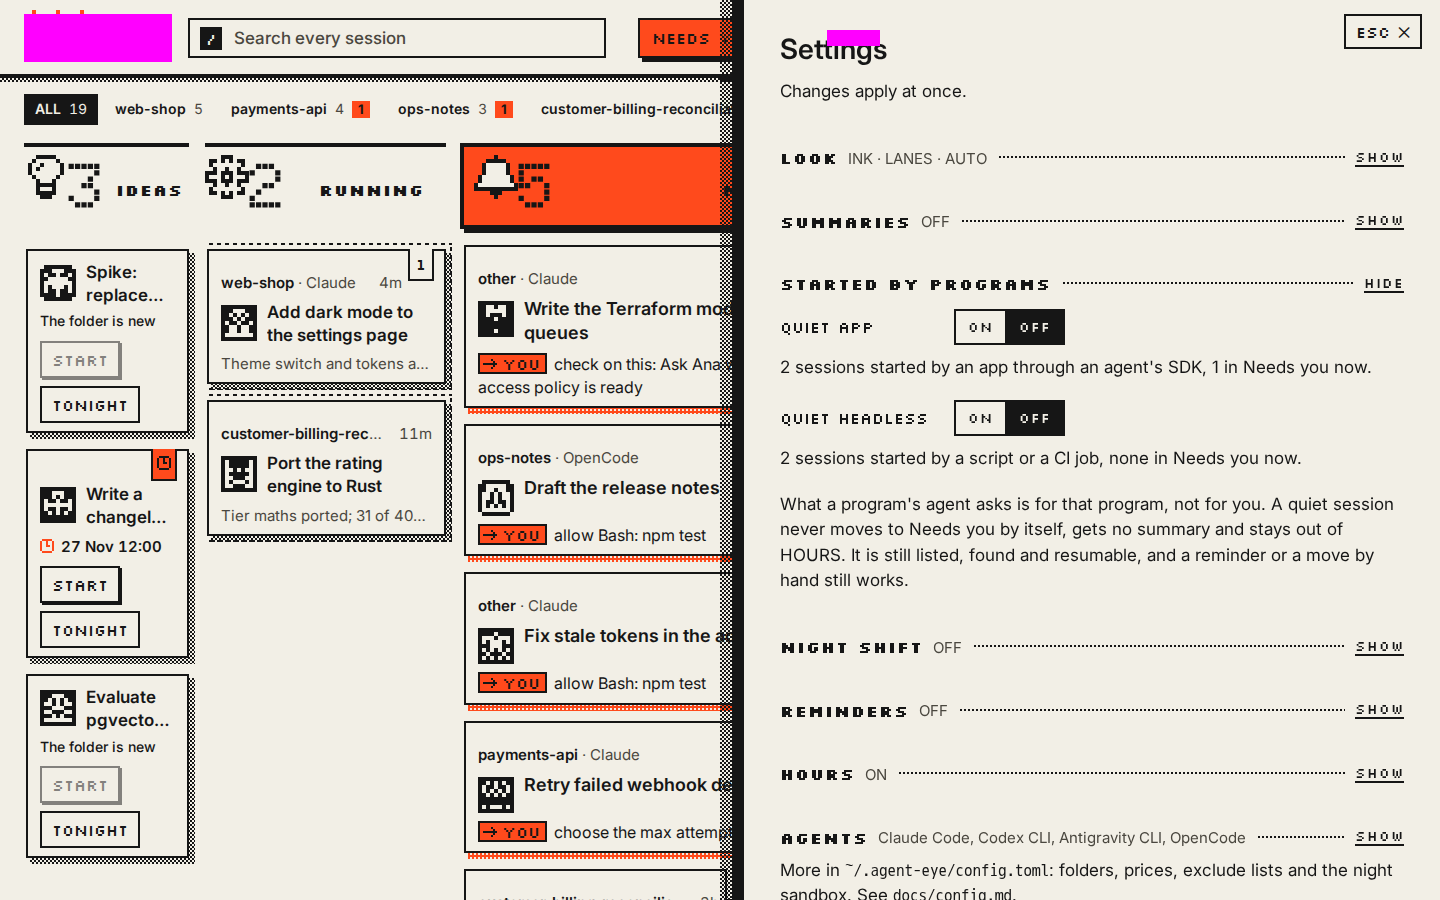 / Search every session
NEEDS
ALL 19 web-shop 5 payments-api 4 1 ops-notes 3 1
3 IDEAS
2 RUNNING
5
Spike:
replace...
The folder is new
START
TONIGHT
Write a
changel...
27 Nov 12:00
START
TONIGHT
Evaluate
pgvecto...
The folder is new
START
TONIGHT
1
web-shop · Claude 4m
Add dark mode to
the settings page
Theme switch and tokens a...
customer-billing-rec... 11m
Port the rating
engine to Rust
Tier maths ported; 31 of 40...
other · Claude
Write the Terraform
queues
→ YOU check on this: Ask
access policy is ready
ops-notes · OpenCode
Draft the release notes
→ YOU allow Bash: npm test
other · Claude
Fix stale tokens in the
→ YOU allow Bash: npm test
payments-api · Claude
Retry failed webhook
→ YOU choose the max
Settings
ESC ×
Changes apply at once.
LOOK INK · LANES · AUTO SHOW
SUMMARIES OFF SHOW
STARTED BY PROGRAMS HIDE
QUIET APP ON OFF
2 sessions started by an app through an agent's SDK, 1 in Needs you now.
QUIET HEADLESS ON OFF
2 sessions started by a script or a CI job, none in Needs you now.
What a program's agent asks is for that program, not for you. A quiet session
never moves to Needs you by itself, gets no summary and stays out of
HOURS. It is still listed, found and resumable, and a reminder or a move by
hand still works.
NIGHT SHIFT OFF SHOW
REMINDERS OFF SHOW
HOURS ON SHOW
AGENTS Claude Code, Codex CLI, Antigravity CLI, OpenCode SHOW
More in ~/.agent-eye/config.toml: folders, prices, exclude lists and the night
sandbox. See docs/config.md.